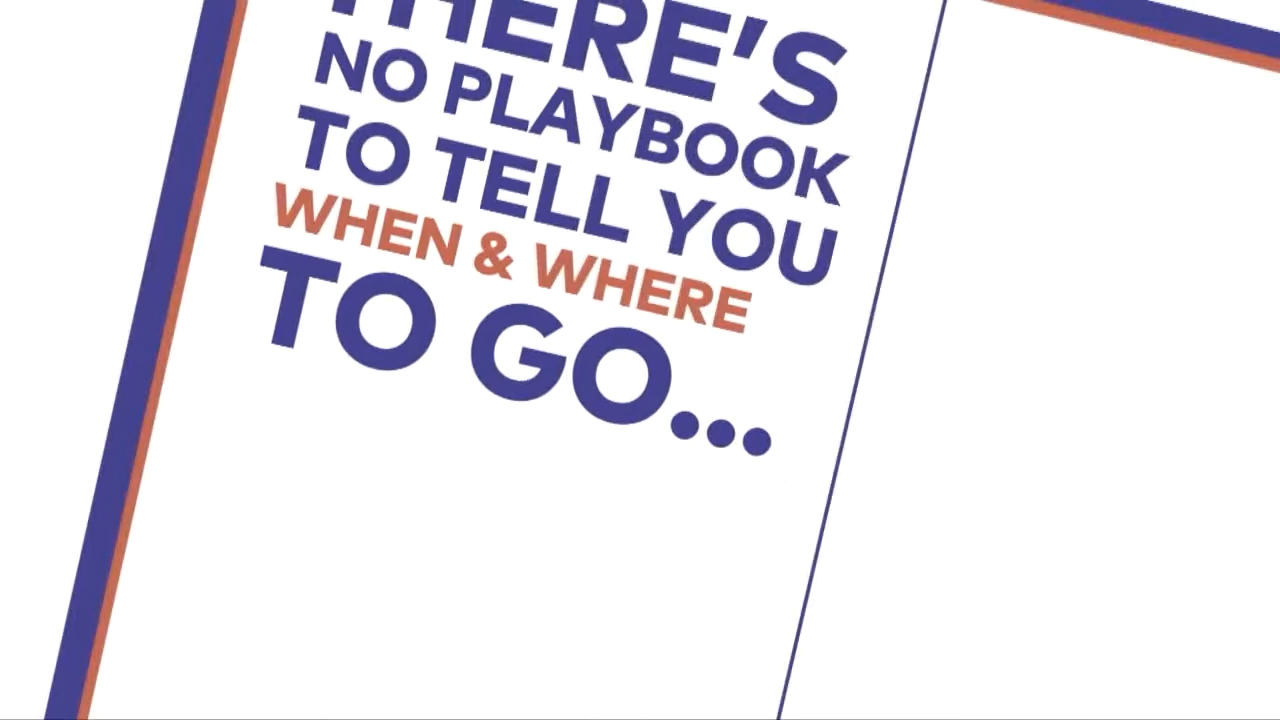 THERE'S
NO PLAYBOOK
TO TELL YOU
WHEN & WHERE
TO GO...